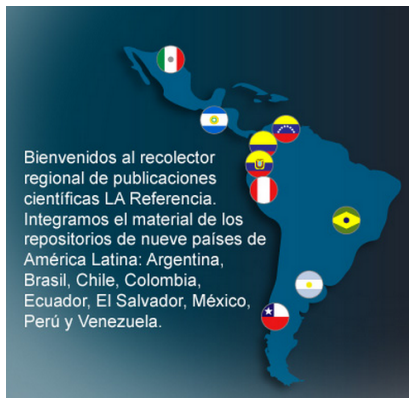 Bienvenidos al recolector
regional de publicaciones
científicas LA Referencia.
Integramos el material de los
repositorios de nueve países de
América Latina: Argentina,
Brasil, Chile, Colombia,
Ecuador, El Salvador, México,
Perú y Venezuela.